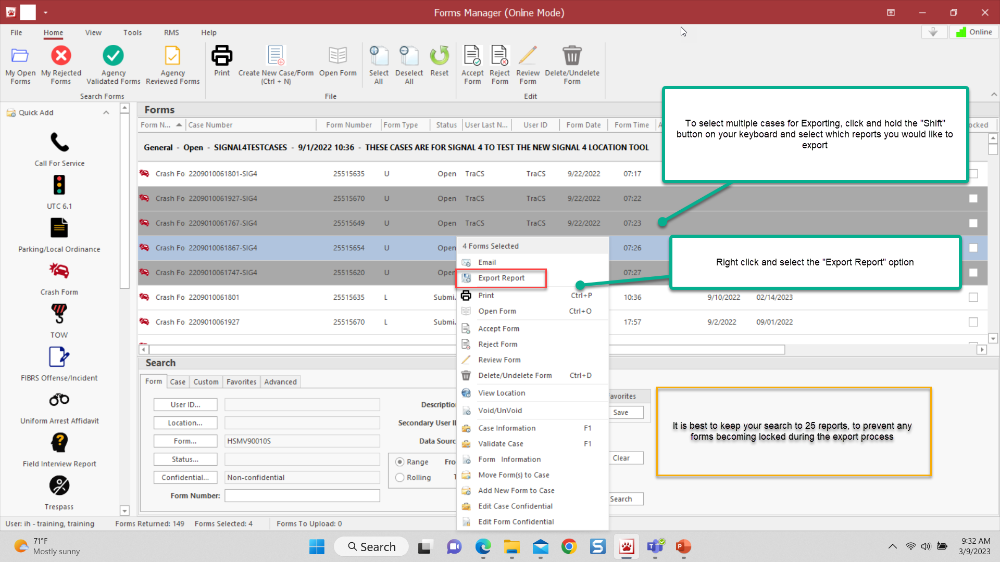 Forms Manager (Online Mode)
File Home View Tools RMS Help
Online
My Open Forms
My Rejected Forms
Agency Validated Forms
Agency Reviewed Forms
Search Forms
Print
Create New Case/Form (Ctrl + N)
Open Form
File
Select All
Deselect All
Reset
Accept Form
Reject Form
Review Form
Delete/Undelete Form
Edit
To select multiple cases for Exporting, click and hold the "Shift"
button on your keyboard and select which reports you would like to
export
Quick Add
Call For Service
UTC 6.1
Parking/Local Ordinance
Crash Form
TOW
FIBRS Offense/Incident
Uniform Arrest Affidavit
Field Interview Report
Trespass
Forms
Form N... Case Number Form Number Form Type Status User Last N... User ID Form Date Form Time A ocked
General - Open - SIGNAL4TESTCASES - 9/1/2022 10:36 - THESE CASES ARE FOR SIGNAL 4 TO TEST THE NEW SIGNAL 4 LOCATION TOOL
Crash Fo 2209010061801-SIG4 25515635 U Open TraCS TraCS 9/22/2022 07:17
Crash Fo 2209010061927-SIG4 25515670 U Open TraCS TraCS 9/22/2022 07:22
Crash Fo 2209010061767-SIG4 25515649 U Open TraCS TraCS 9/22/2022 07:23
Crash Fo 2209010061867-SIG4 25515654 U Open 07:26
Crash Fo 2209010061747-SIG4 25515620 U Open 07:27
Crash Fo 2209010061801 25515635 L Submi. 10:36 9/10/2022 02/14/2023
Crash Fo 2209010061927 25515670 L Submi. 17:57 9/2/2022 09/01/2022
4 Forms Selected
Email
Export Report
Print Ctrl+P
Open Form Ctrl+O
Accept Form
Reject Form
Review Form
Delete/Undelete Form Ctrl+D
View Location
Void/UnVoid
Case Information F1
Validate Case F1
Form Information
Move Form(s) to Case
Add New Form to Case
Edit Case Confidential
Edit Form Confidential
Right click and select the "Export Report" option
Search
Form Case Custom Favorites Advanced
User ID... Description
Location... Secondary User ID
Form... HSMV90010S Data Sourc
Status... Range Fro
Confidential... Non-confidential Rolling T
Form Number:
avorites
Save
Clear
Search
It is best to keep your search to 25 reports, to prevent any
forms becoming locked during the export process
User: ih - training, training Forms Returned: 149 Forms Selected: 4 Forms To Upload: 0
71°F
Mostly sunny
Search
S
T
P
9:32 AM
3/9/2023